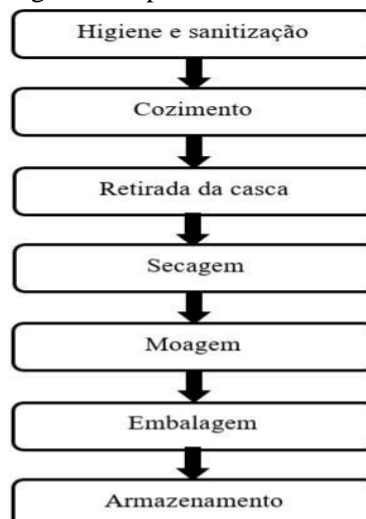 Higiene e sanitização
Cozimento
Retirada da casca
Secagem
Moagem
Embalagem
Armazenamento